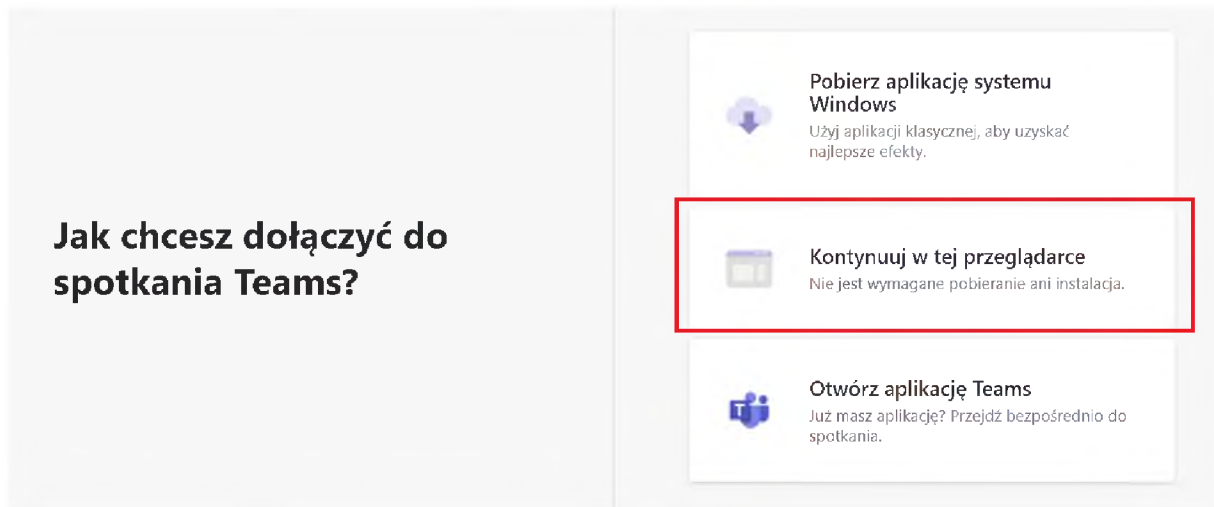 Jak chcesz dołączyć do
spotkania Teams?
Pobierz aplikację systemu
Windows
Użyj aplikacji klasycznej, aby uzyskać
najlepsze efekty.
Kontynuuj w tej przeglądarce
Nie jest wymagane pobieranie ani instalacja.
Otwórz aplikację Teams
Już masz aplikację? Przejdź bezpośrednio do
spotkania.